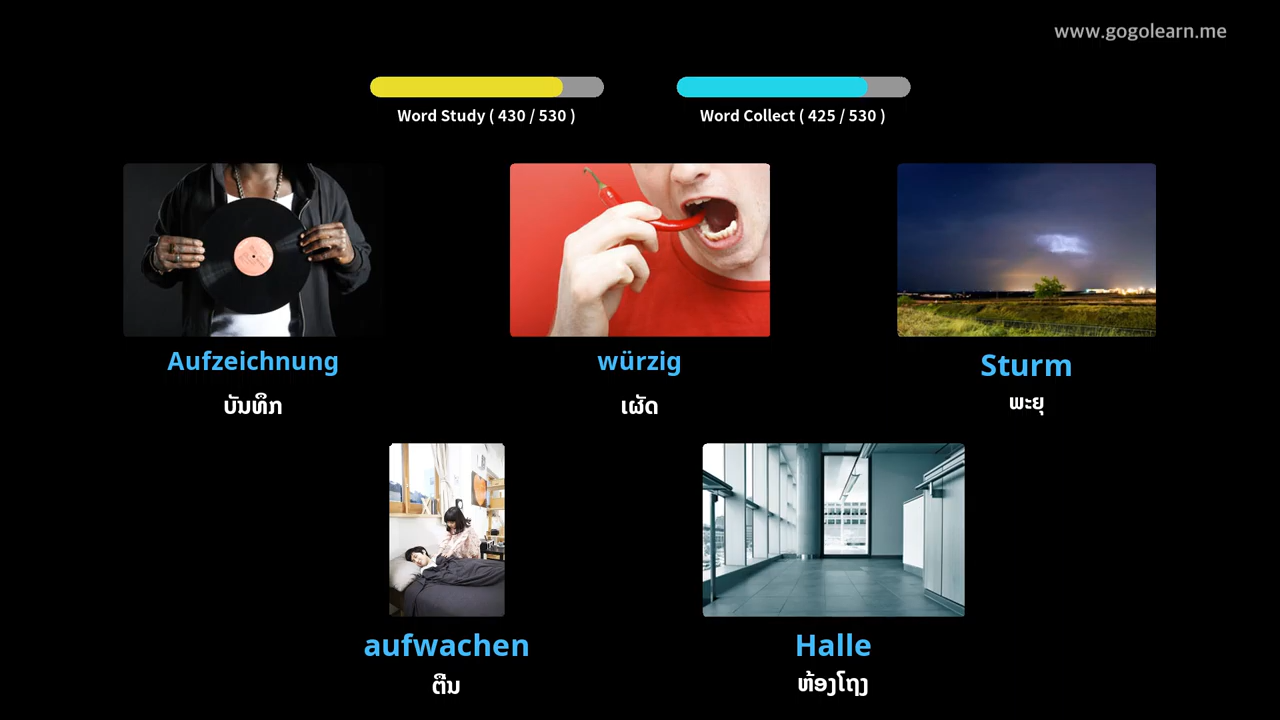 www.gogolearn.me
Word Study ( 430 / 530 )
Word Collect ( 425 / 530 )
Aufzeichnung
ບັນທຶກ
würzig
ເຜັດ
Sturm
ພະຍຸ
aufwachen
ຕື່ນ
Halle
ຫ້ອງໂຖງ